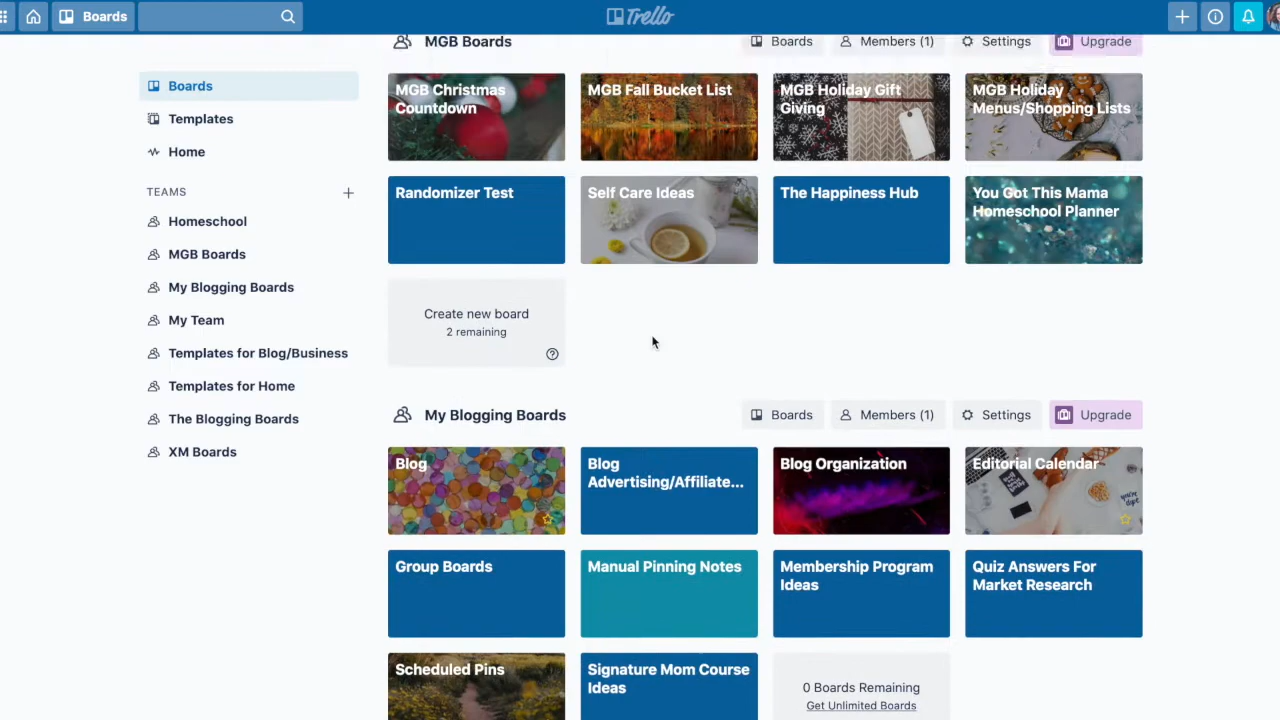 Boards
Trello
MGB Boards
Boards
Members (1)
Settings
Upgrade
Boards
Templates
Home
TEAMS
Homeschool
MGB Boards
My Blogging Boards
My Team
Templates for Blog/Business
Templates for Home
The Blogging Boards
XM Boards
MGB Christmas
Countdown
MGB Fall Bucket List
MGB Holiday Gift
Giving
MGB Holiday
Menus/Shopping Lists
Randomizer Test
Self Care Ideas
The Happiness Hub
You Got This Mama
Homeschool Planner
Create new board
2 remaining
My Blogging Boards
Boards
Members (1)
Settings
Upgrade
Blog
Blog
Advertising/Affiliate...
Blog Organization
Editorial Calendar
Group Boards
Manual Pinning Notes
Membership Program
Ideas
Quiz Answers For
Market Research
Scheduled Pins
Signature Mom Course
Ideas
0 Boards Remaining
Get Unlimited Boards